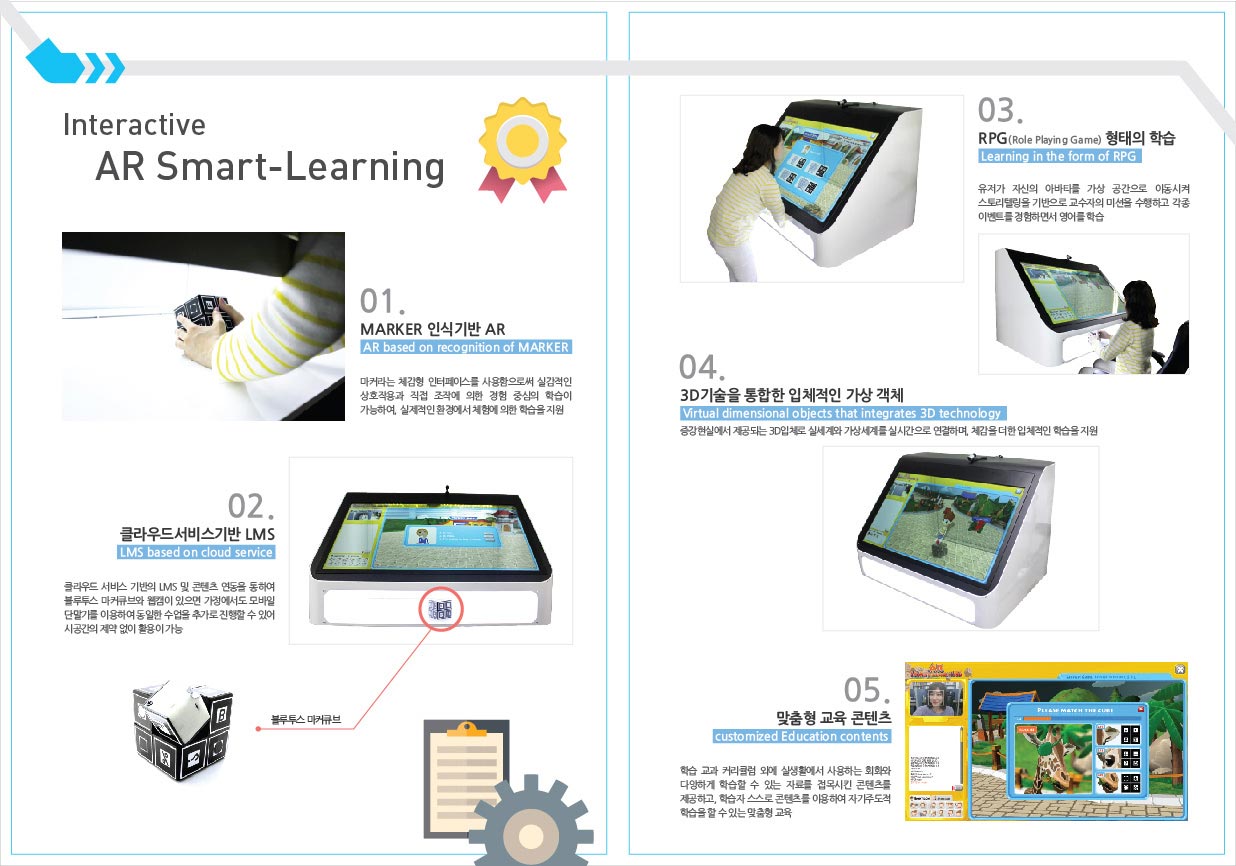 Interactive
AR Smart-Learning
01.
MARKER 인식기반 AR
AR based on recognition of MARKER
마커라는 체감형 인터페이스를 사용함으로써 실감적인
상호작용과 직접 조작에 의한 경험 중심의 학습이
가능하여, 실제적인 환경에서 체험에 의한 학습을 지원
02.
클라우드서비스기반 LMS
LMS based on cloud service
클라우드 서비스 기반의 LMS 및 콘텐츠 연동을 통하여
블루투스 마커큐브와 웹캠이 있으면 가정에서도 모바일
단말기를 이용하여 동일한 수업을 추가로 진행할 수 있어
시공간의 제약 없이 활용이 가능
블루투스 마커큐브
03.
RPG(Role Playing Game) 형태의 학습
Learning in the form of RPG
유저가 자신의 아바타를 가상 공간으로 이동시켜
스토리텔링을 기반으로 교수자의 미션을 수행하고 각종
이벤트를 경험하면서 영어를 학습
04.
3D기술을 통합한 입체적인 가상 객체
Virtual dimensional objects that integrates 3D technology
증강현실에서 제공되는 3D입체로 실세계와 가상세계를 실시간으로 연결하며, 체감을 더한 입체적인 학습을 지원
05.
맞춤형 교육 콘텐츠
customized Education contents
학습 교과 커리큘럼 외에 실생활에서 사용하는 회화와
다양하게 학습할 수 있는 자료를 접목시킨 콘텐츠를
제공하고, 학습자 스스로 콘텐츠를 이용하여 자기주도적
학습을 할 수 있는 맞춤형 교육
PLEASE MATCH THE CUBE